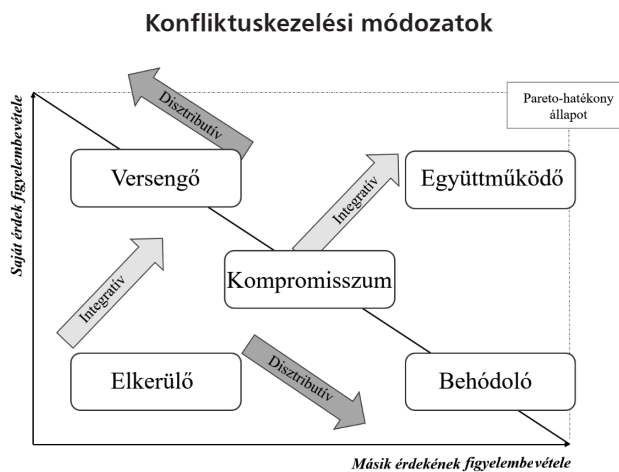 Konfliktuskezelési módozatok
Disztributív
Pareto-hatékony
állapot
Saját érdek figyelembevétele
Versengő
Együttműködő
Integratív
Integratív
Kompromisszum
Elkerülő
Disztributív
Behódoló
Másik érdekének figyelembevétele